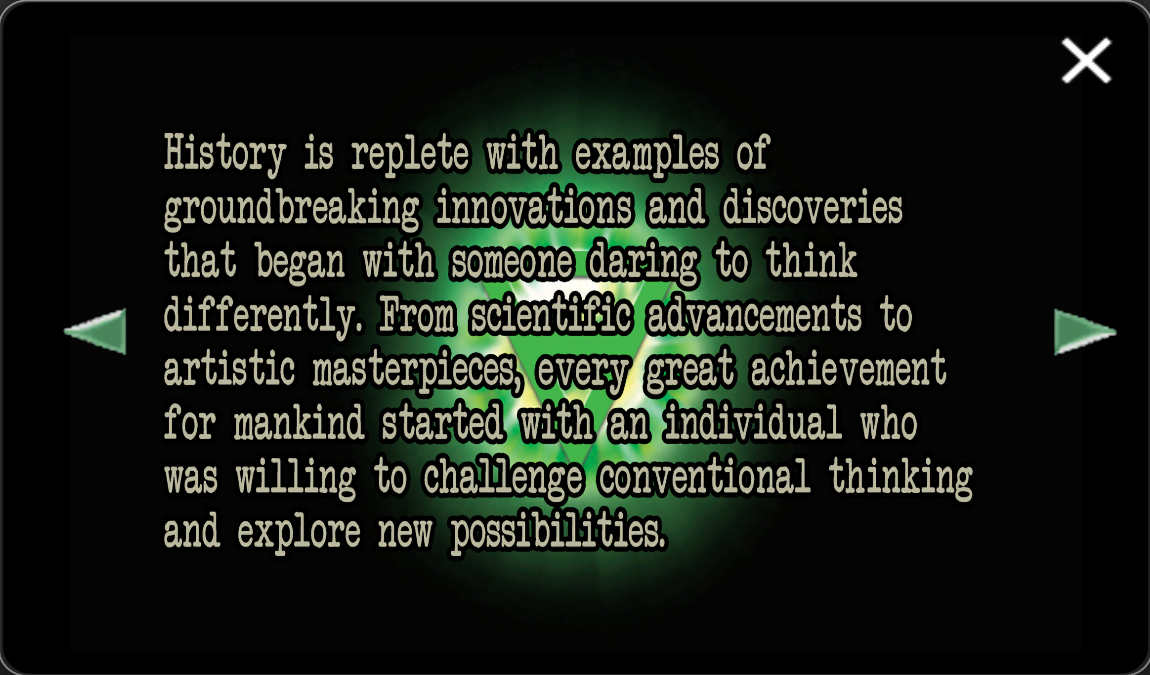 History is replete with examples of
groundbreaking innovations and discoveries
that began with someone daring to think
differently. From scientific advancements to
artistic masterpieces, every great achievement
for mankind started with an individual who
was willing to challenge conventional thinking
and explore new possibilities.